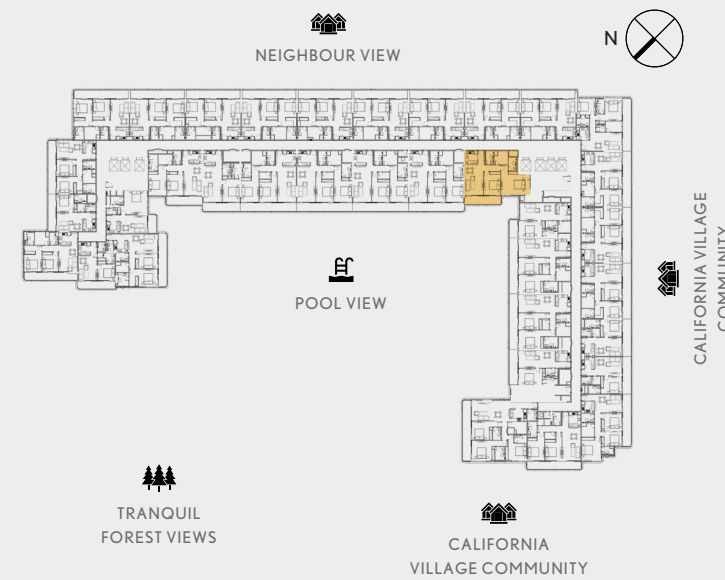 N
NEIGHBOUR VIEW
CALIFORNIA VILLAGE
COMMUNITY
POOL VIEW
TRANQUIL
FOREST VIEWS
CALIFORNIA
VILLAGE COMMUNITY